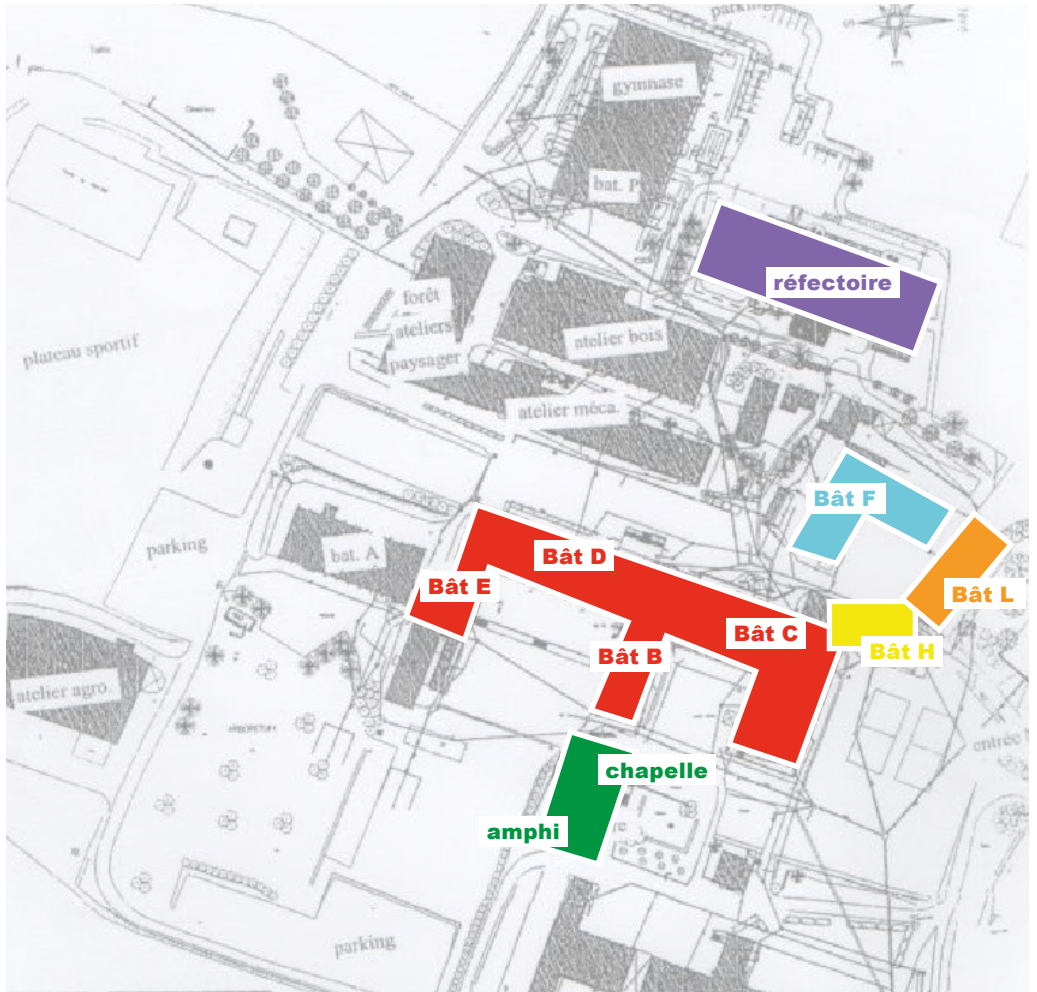 parking
gymnase
bat. P
réfectoire
forêt
ateliers
paysager
atelier bois
plateau sportif
atelier méca.
Bât F
parking
bat. A
Bât D
Bât E
Bât L
Bât C
Bât H
Bât B
atelier agro.
entrée
chapelle
amphi
parking